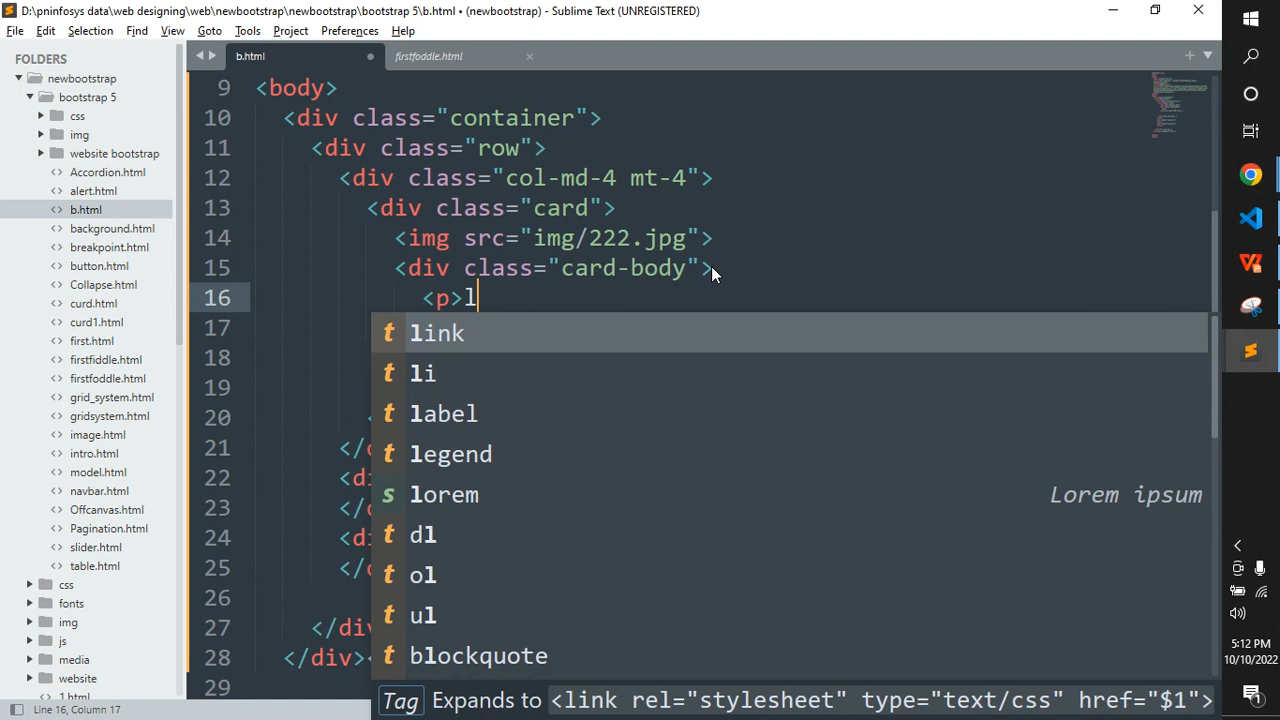 D:\pninfosys data\web designing\web\newbootstrap\newbootstrap\bootstrap 5\b.html • (newbootstrap) - Sublime Text (UNREGISTERED)
File Edit Selection Find View Goto Tools Project Preferences Help
FOLDERS
newbootstrap
bootstrap 5
css
img
website bootstrap
Accordion.html
alert.html
b.html
background.html
breakpoint.html
button.html
Collapse.html
curd.html
curd1.html
first.html
firstfiddle.html
firstfoddle.html
grid_system.html
gridsystem.html
image.html
intro.html
model.html
navbar.html
Offcanvas.html
Pagination.html
slider.html
table.html
css
fonts
img
js
media
website
1.html
b.html
firstfoddle.html
9 <body>
10 <div class="container">
11 <div class="row">
12 <div class="col-md-4 mt-4">
13 <div class="card">
14 <img src="img/222.jpg">
15 <div class="card-body">
16 <p>l
17
18
19
20 <
21 </
22 <di
23 </
24 <di
25 </
26
27 </div
28 </div><
29
t link
t li
t label
t legend
s lorem Lorem ipsum
t dl
t ol
t ul
t blockquote
Tag Expands to <link rel="stylesheet" type="text/css" href="$1">
Line 16, Column 17
5:12 PM
10/10/2022
1